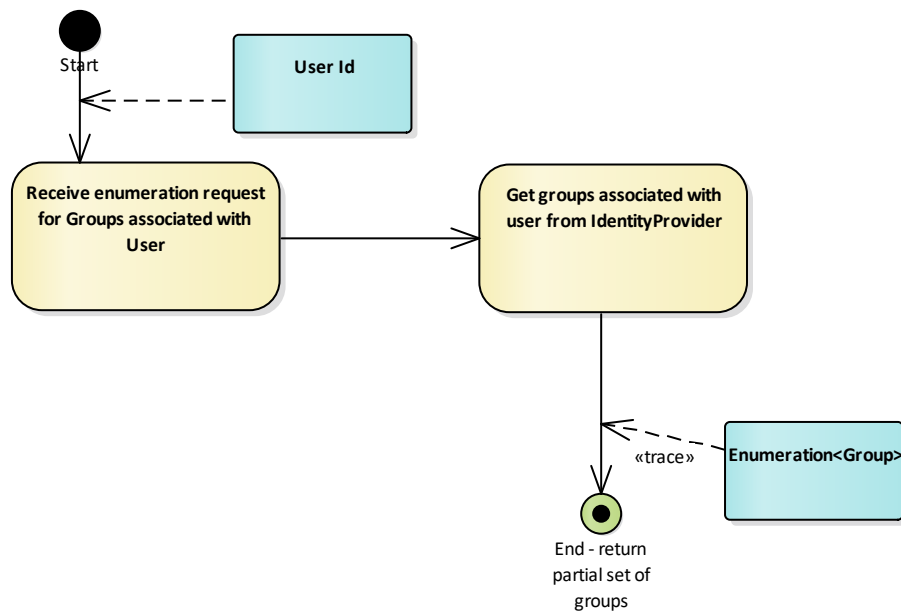 Start
User Id
Receive enumeration request
for Groups associated with
User
Get groups associated with
user from IdentityProvider
«trace»
Enumeration<Group>
End - return
partial set of
groups